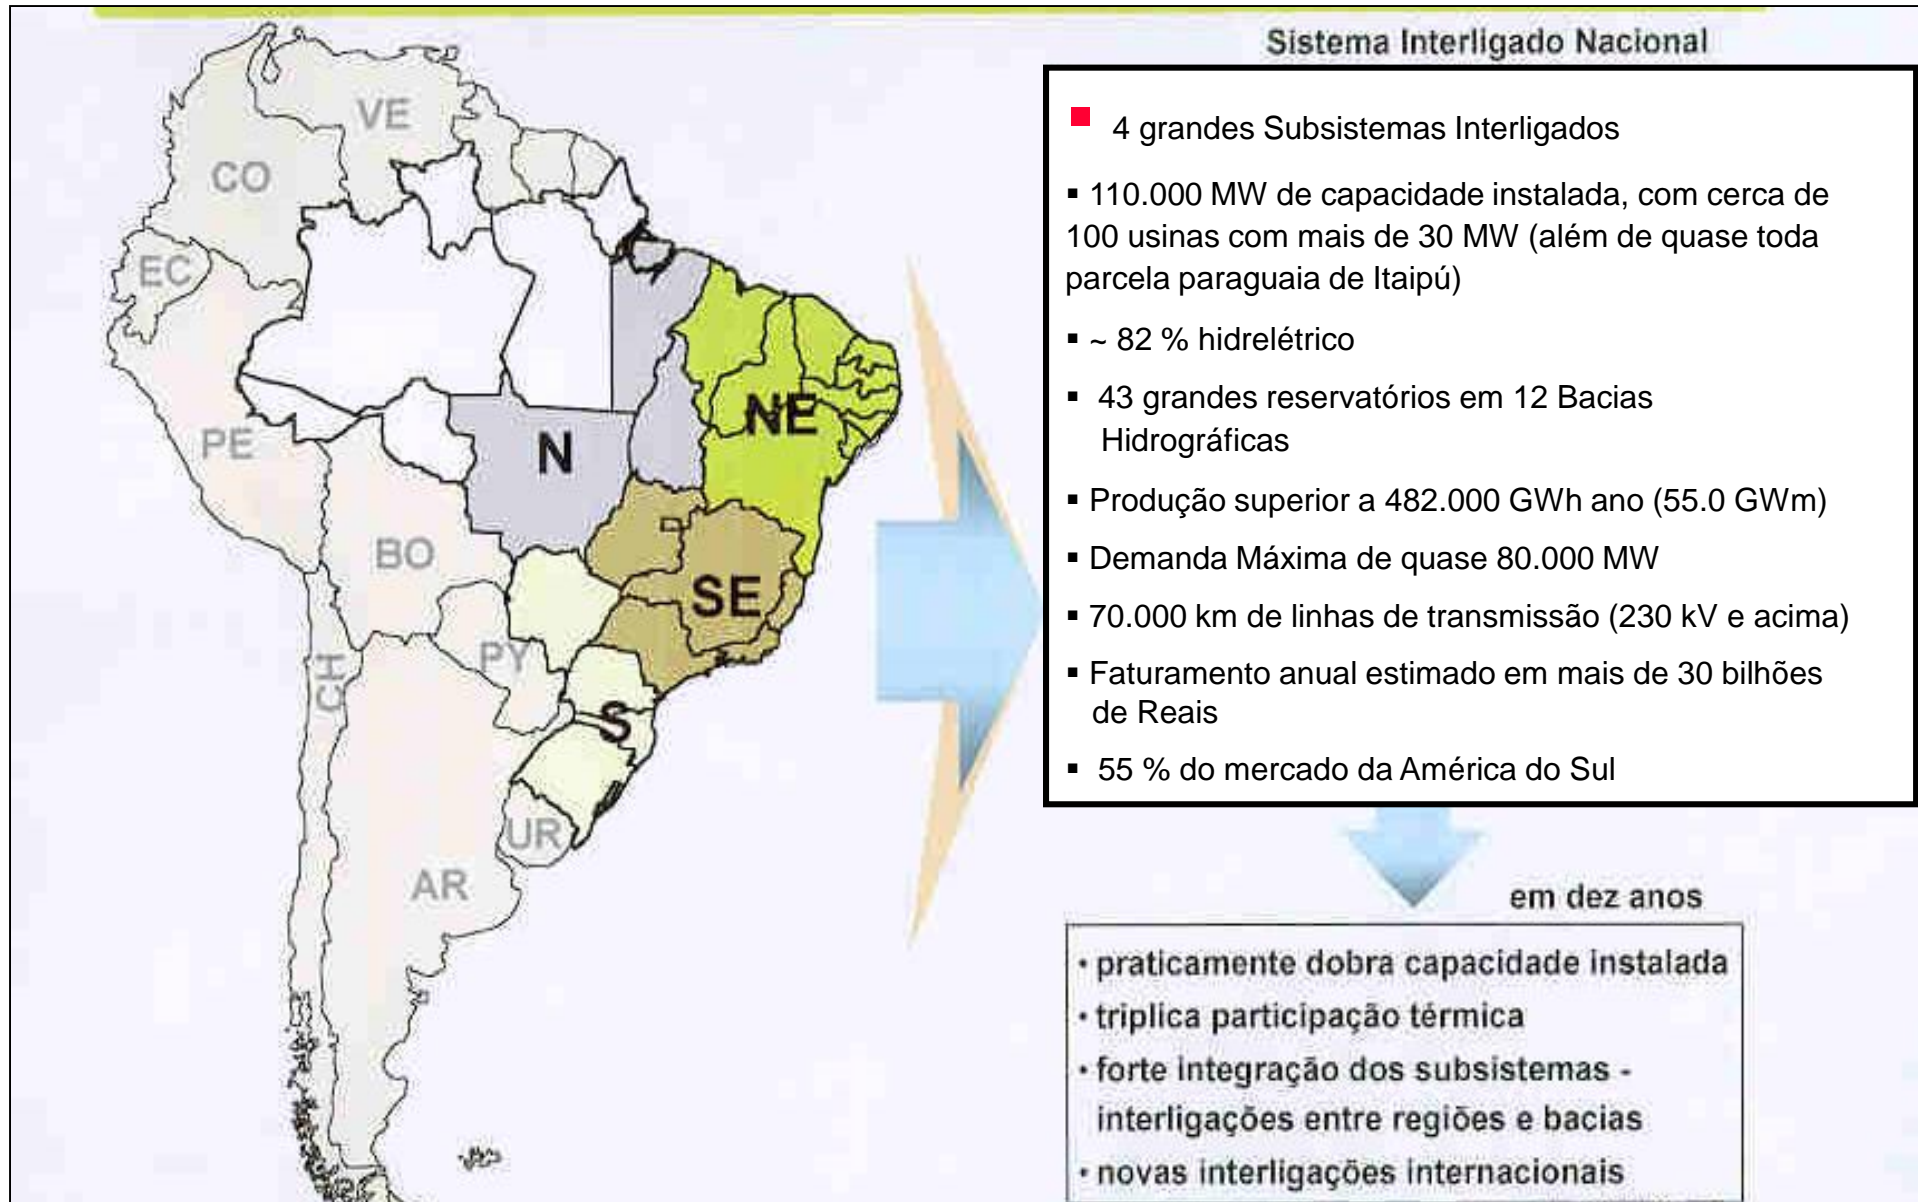 Sistema Interligado Nacional
▪ 4 grandes Subsistemas Interligados
▪ 110.000 MW de capacidade instalada, com cerca de
100 usinas com mais de 30 MW (além de quase toda
parcela paraguaia de Itaipú)
▪ ~ 82 % hidrelétrico
▪ 43 grandes reservatórios em 12 Bacias
Hidrográficas
▪ Produção superior a 482.000 GWh ano (55.0 GWm)
▪ Demanda Máxima de quase 80.000 MW
▪ 70.000 km de linhas de transmissão (230 kV e acima)
▪ Faturamento anual estimado em mais de 30 bilhões
de Reais
▪ 55 % do mercado da América do Sul
em dez anos
· praticamente dobra capacidade instalada
· triplica participação térmica
· forte integração dos subsistemas -
interligações entre regiões e bacias
· novas interligações internacionais
VE
CO
EC
PE
N
NE
BO
SE
PY
CH
S
UR
AR